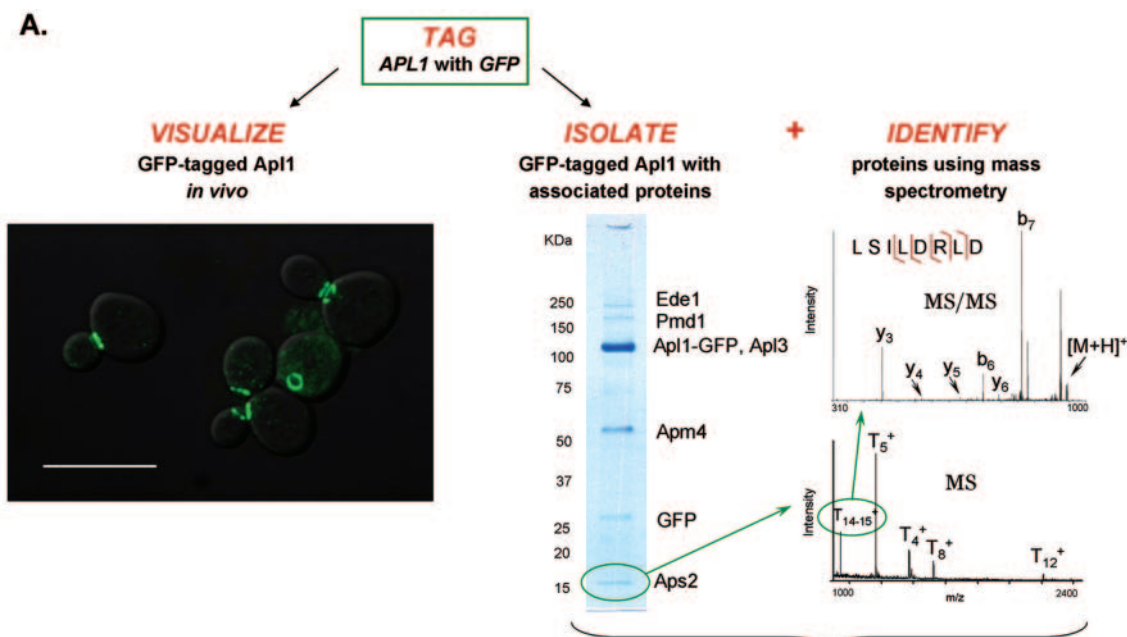 A.
TAG
APL1 with GFP
VISUALIZE
GFP-tagged Apl1
in vivo
ISOLATE
GFP-tagged Apl1 with
associated proteins
+
IDENTIFY
proteins using mass
spectrometry
KDa
250
150
100
75
50
37
25
20
15
Ede1
Pmd1
Apl1-GFP, Apl3
Apm4
GFP
Aps2
b7
L S I L D R L D
MS/MS
Intensity
[M+H]+
y3
y4
y5
b6
y6
310
1000
T5+
MS
Intensity
T14-15+
T4+
T8+
T12+
1000
m/z
2400